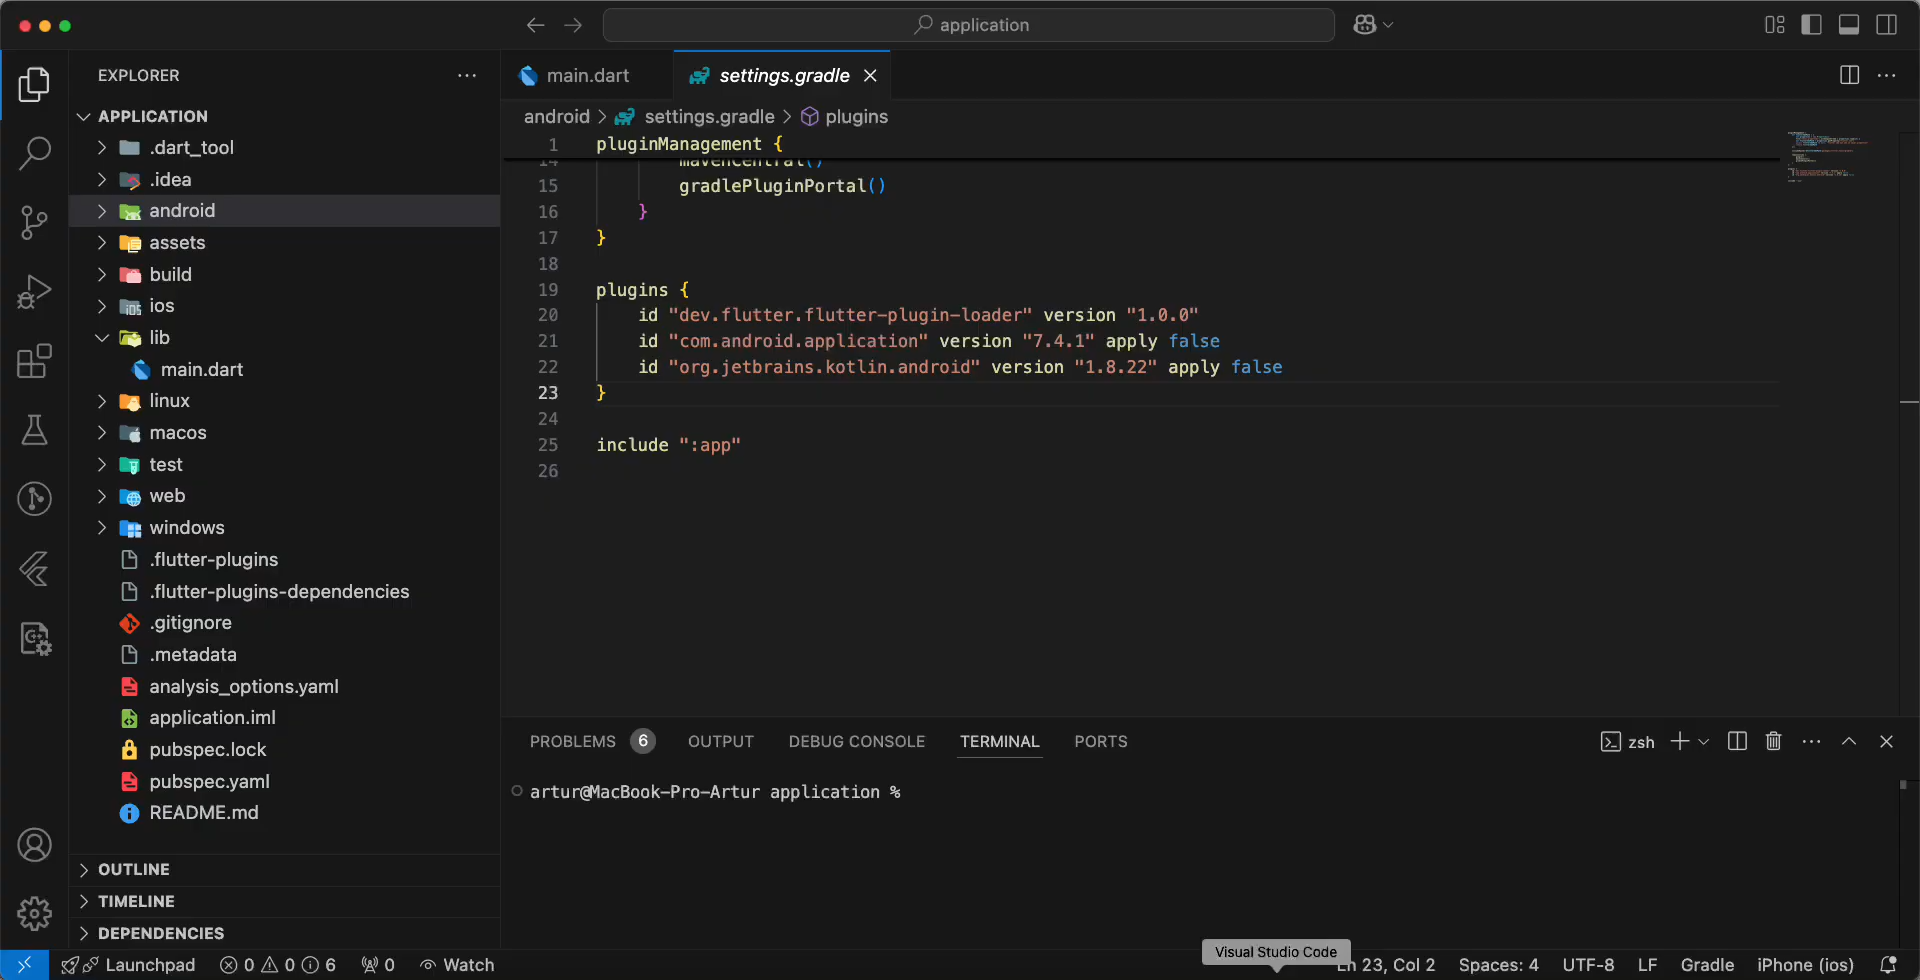 application
EXPLORER
APPLICATION
.dart_tool
.idea
android
assets
build
ios
lib
main.dart
linux
macos
test
web
windows
.flutter-plugins
.flutter-plugins-dependencies
.gitignore
.metadata
analysis_options.yaml
application.iml
pubspec.lock
pubspec.yaml
README.md
OUTLINE
TIMELINE
DEPENDENCIES
main.dart
settings.gradle
android > settings.gradle > plugins
1 pluginManagement {
14 mavenCentral()
15 gradlePluginPortal()
16 }
17 }
18
19 plugins {
20 id "dev.flutter.flutter-plugin-loader" version "1.0.0"
21 id "com.android.application" version "7.4.1" apply false
22 id "org.jetbrains.kotlin.android" version "1.8.22" apply false
23 }
24
25 include ":app"
26
PROBLEMS 6 OUTPUT DEBUG CONSOLE TERMINAL PORTS
zsh
artur@MacBook-Pro-Artur application %
Visual Studio Code
Launchpad 0 0 6 0 Watch
Ln 23, Col 2 Spaces: 4 UTF-8 LF Gradle iPhone (ios)